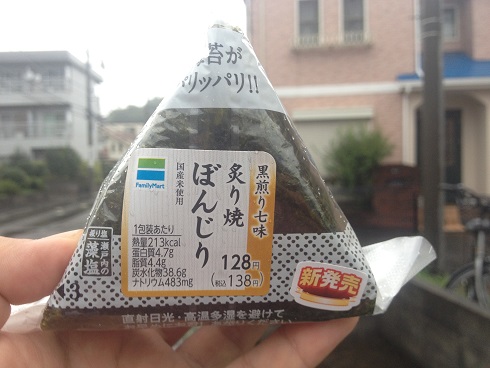 苔が
パリッパリ!!
FamilyMart
国産米使用
黒煎り七味
炙り焼
ぼんじり
1包装あたり
熱量213kcal
蛋白質4.7g
脂質4.4g
炭水化物38.6g
ナトリウム483mg
128円
(税込138円)
瀬戸内の
藻塩
新発売
直射日光・高温多湿を避けて